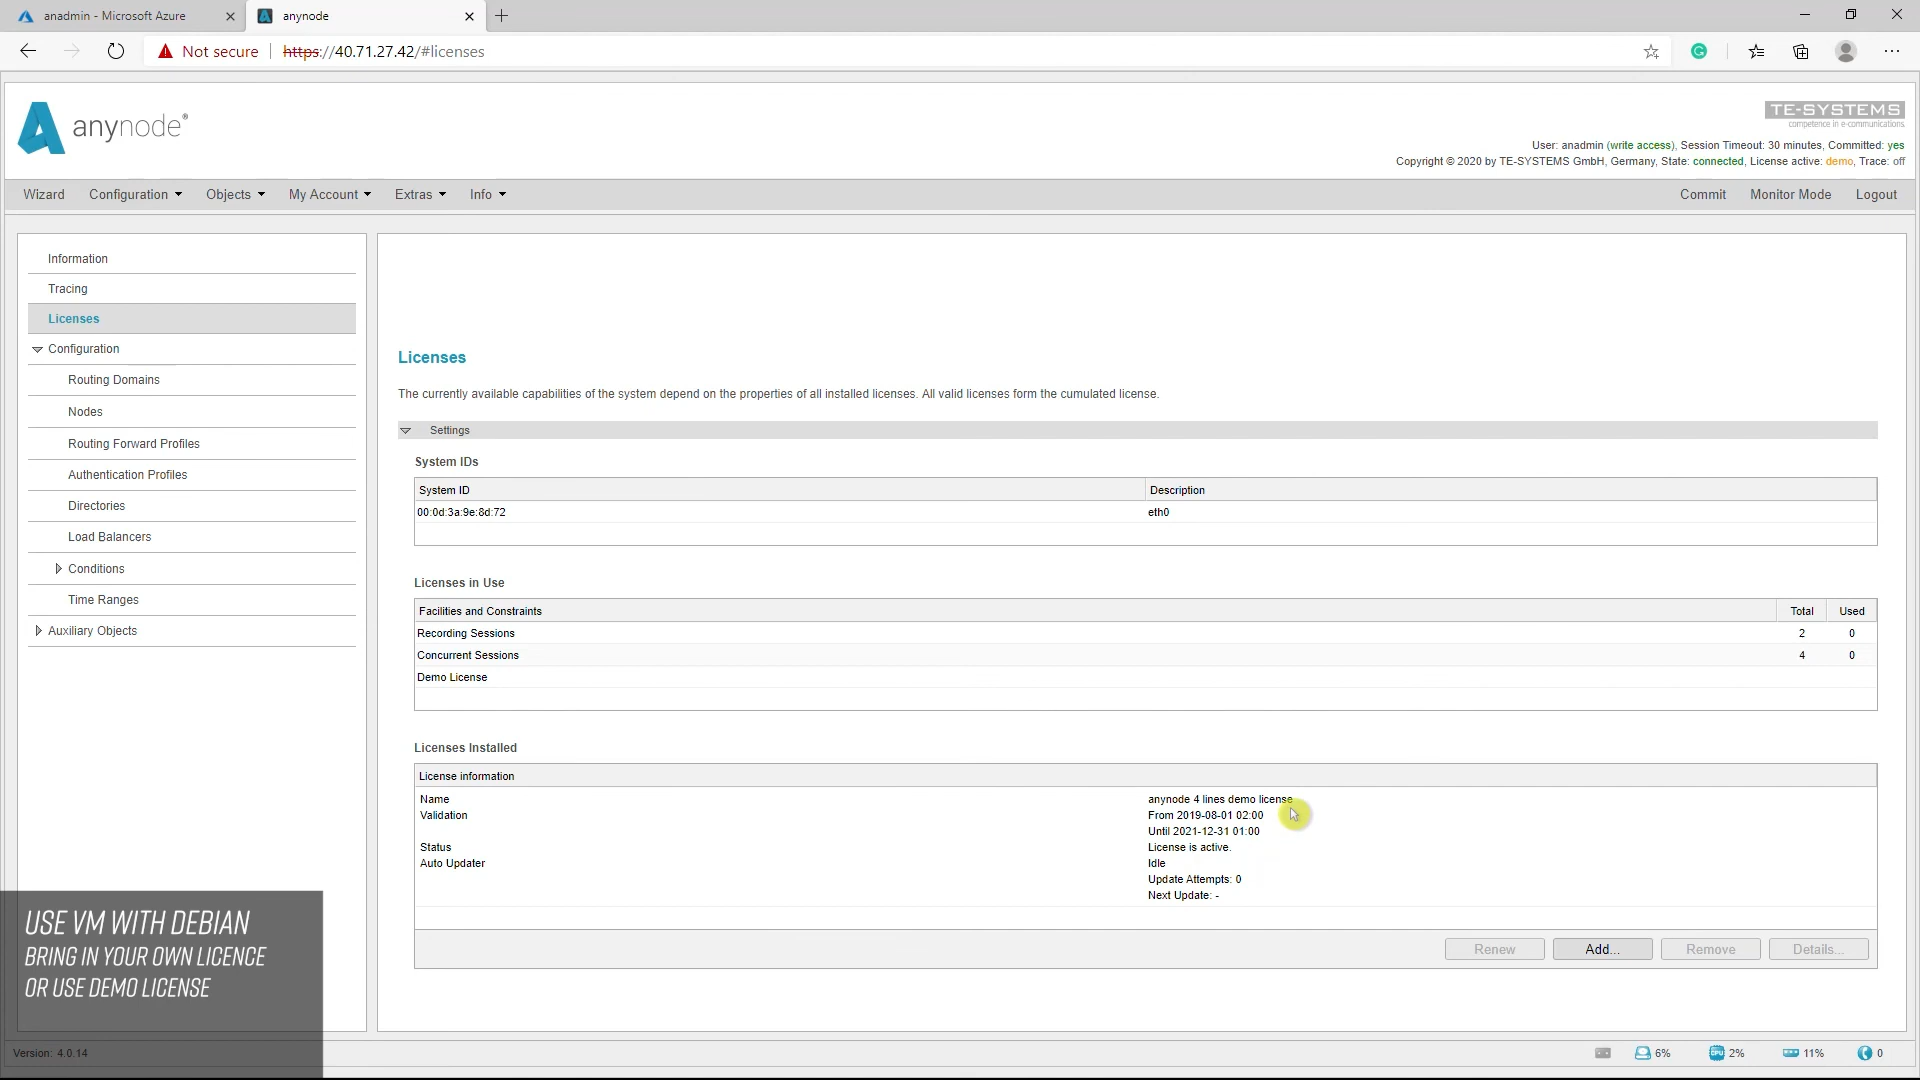 anadmin - Microsoft Azure
anynode
Not secure
https://40.71.27.42/#licenses
anynode®
TE-SYSTEMS
competence in e-communications.
User: anadmin (write access), Session Timeout: 30 minutes, Committed: yes
Copyright © 2020 by TE-SYSTEMS GmbH, Germany, State: connected, License active: demo, Trace: off
Wizard Configuration Objects My Account Extras Info Commit Monitor Mode Logout
Information
Tracing
Licenses
Configuration
Routing Domains
Nodes
Routing Forward Profiles
Authentication Profiles
Directories
Load Balancers
Conditions
Time Ranges
Auxiliary Objects
Licenses
The currently available capabilities of the system depend on the properties of all installed licenses. All valid licenses form the cumulated license.
Settings
System IDs
System ID Description
00:0d:3a:9e:8d:72 eth0
Licenses in Use
Facilities and Constraints Total Used
Recording Sessions 2 0
Concurrent Sessions 4 0
Demo License
Licenses Installed
License information
Name anynode 4 lines demo license
Validation From 2019-08-01 02:00
Until 2021-12-31 01:00
Status License is active.
Auto Updater Idle
Update Attempts: 0
Next Update: -
Renew Add... Remove Details...
USE VM WITH DEBIAN
BRING IN YOUR OWN LICENCE
OR USE DEMO LICENSE
Version: 4.0.14
6% CPU 2% 11% 0